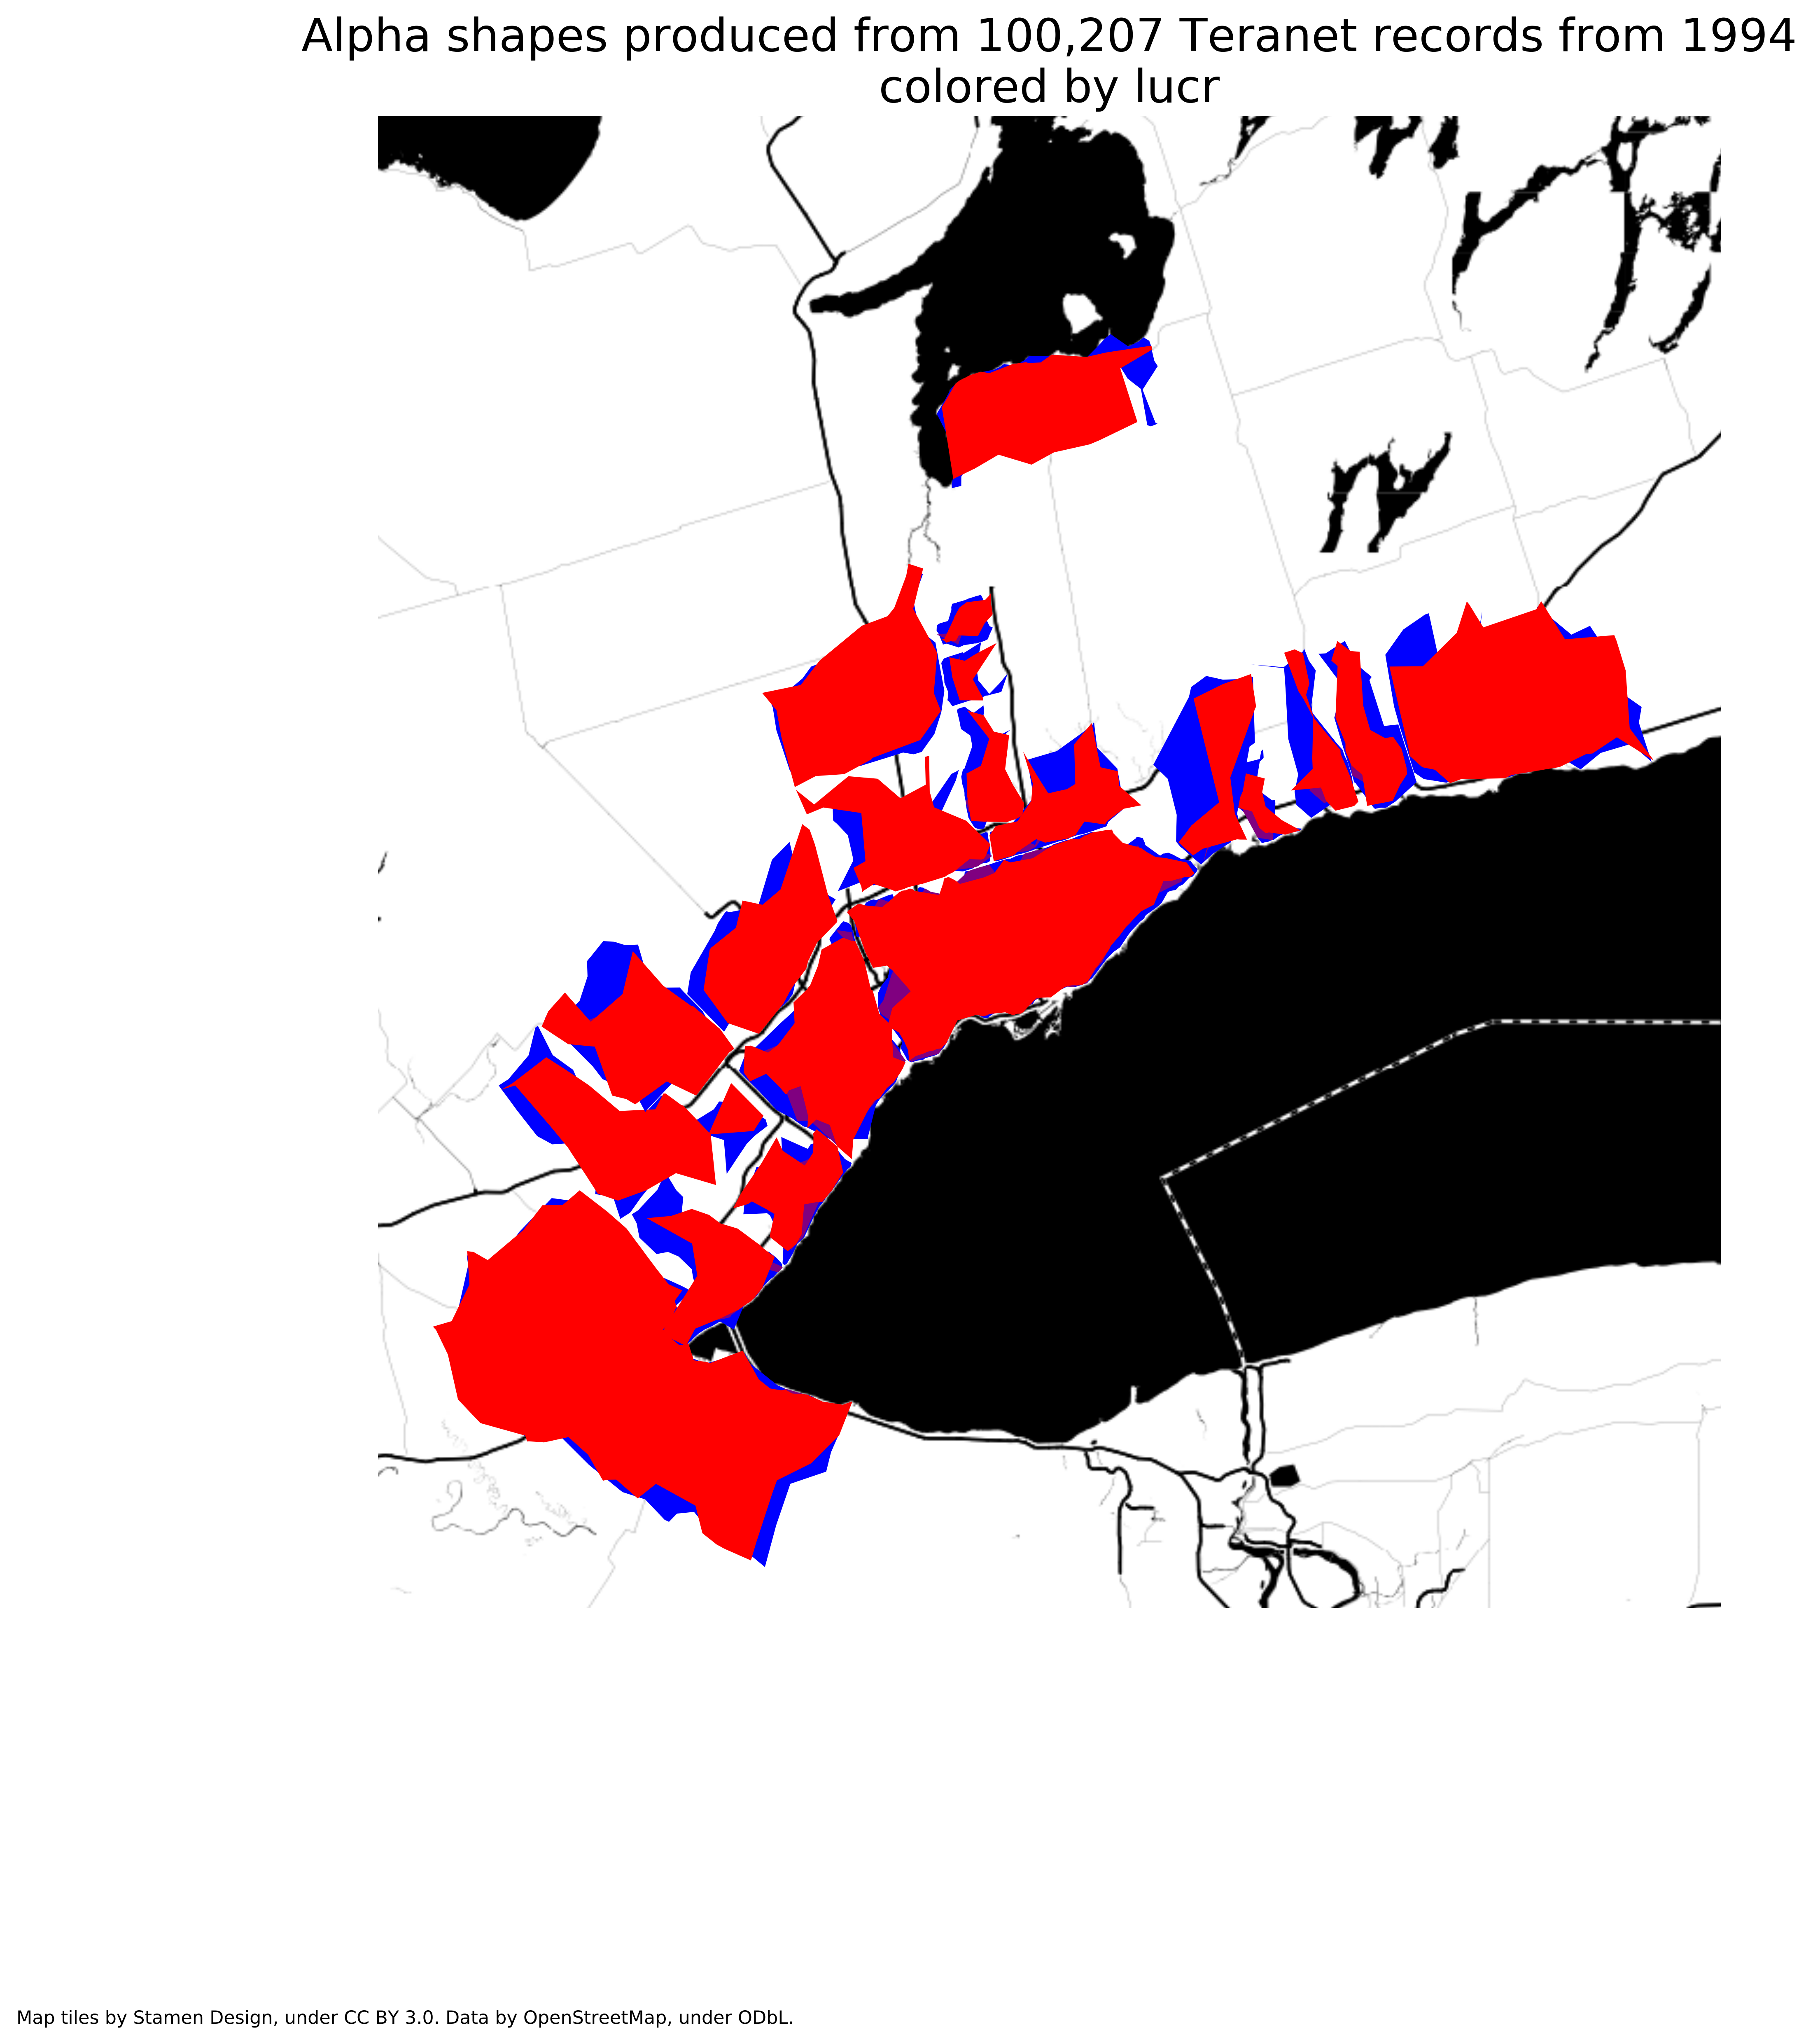 Alpha shapes produced from 100,207 Teranet records from 1994
colored by lucr
Map tiles by Stamen Design, under CC BY 3.0. Data by OpenStreetMap, under ODbL.